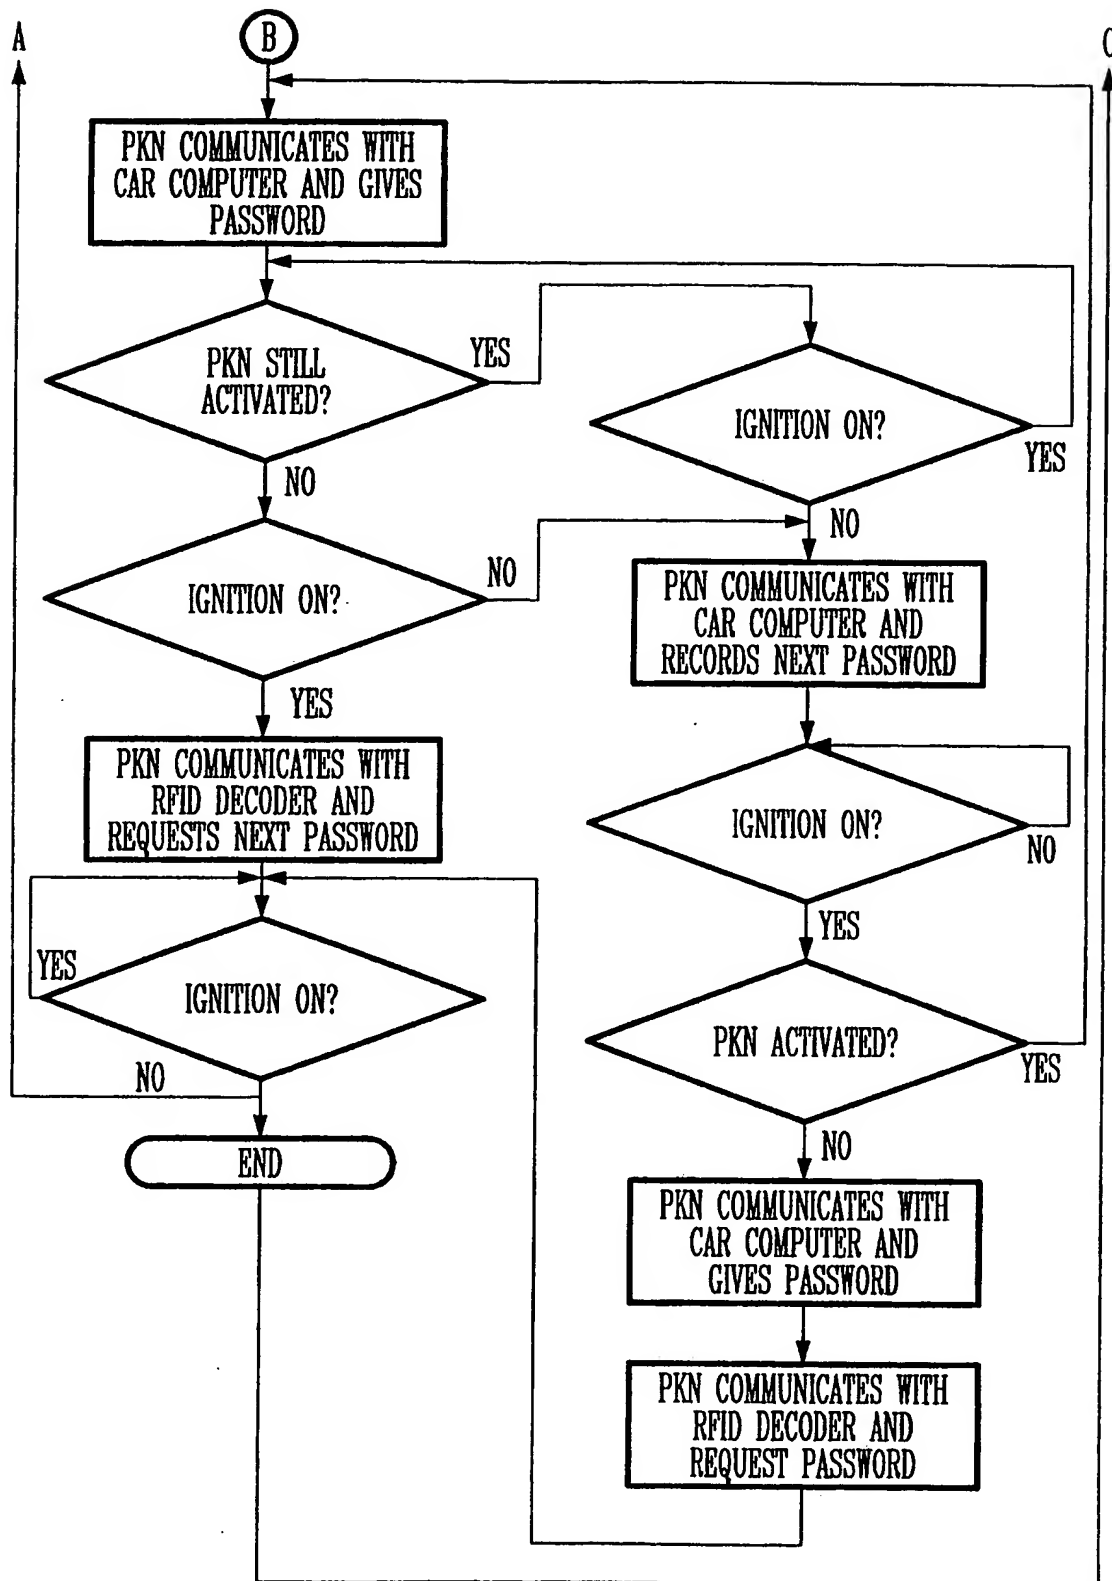 A
B
C
PKN COMMUNICATES WITH
CAR COMPUTER AND GIVES
PASSWORD
PKN STILL
ACTIVATED?
YES
IGNITION ON?
YES
NO
NO
IGNITION ON?
NO
PKN COMMUNICATES WITH
CAR COMPUTER AND
RECORDS NEXT PASSWORD
YES
PKN COMMUNICATES WITH
RFID DECODER AND
REQUESTS NEXT PASSWORD
IGNITION ON?
NO
YES
YES
IGNITION ON?
PKN ACTIVATED?
YES
NO
NO
END
PKN COMMUNICATES WITH
CAR COMPUTER AND
GIVES PASSWORD
PKN COMMUNICATES WITH
RFID DECODER AND
REQUEST PASSWORD